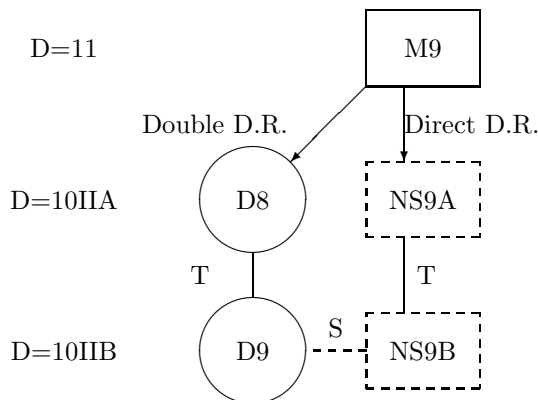 D=11 M9
Double D.R. Direct D.R.
D=10IIA D8 NS9A
T T
S
D=10IIB D9 NS9B